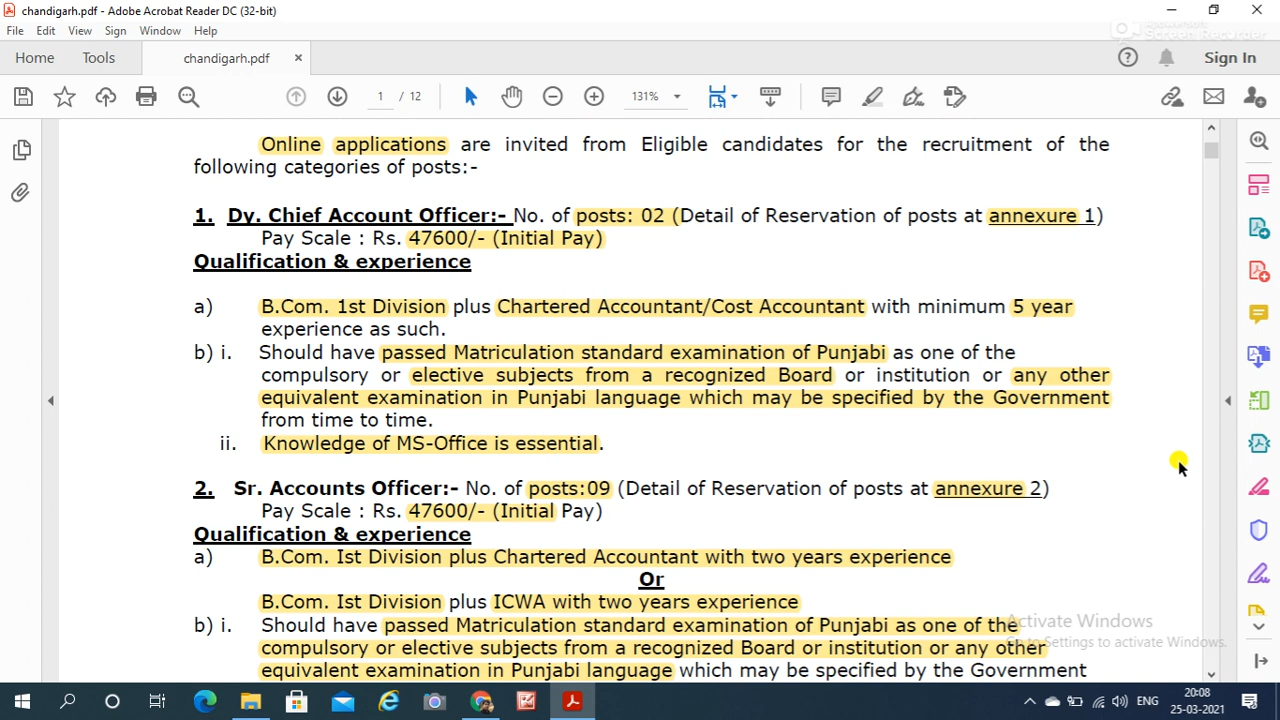 chandigarh.pdf - Adobe Acrobat Reader DC (32-bit)
File Edit View Sign Window Help
Home Tools chandigarh.pdf × Sign In
1 / 12 131%
Online applications are invited from Eligible candidates for the recruitment of the
following categories of posts:-
1. Dy. Chief Account Officer:- No. of posts: 02 (Detail of Reservation of posts at annexure 1)
Pay Scale : Rs. 47600/- (Initial Pay)
Qualification & experience
a) B.Com. 1st Division plus Chartered Accountant/Cost Accountant with minimum 5 year
experience as such.
b) i. Should have passed Matriculation standard examination of Punjabi as one of the
compulsory or elective subjects from a recognized Board or institution or any other
equivalent examination in Punjabi language which may be specified by the Government
from time to time.
ii. Knowledge of MS-Office is essential.
2. Sr. Accounts Officer:- No. of posts:09 (Detail of Reservation of posts at annexure 2)
Pay Scale : Rs. 47600/- (Initial Pay)
Qualification & experience
a) B.Com. Ist Division plus Chartered Accountant with two years experience
Or
B.Com. Ist Division plus ICWA with two years experience
b) i. Should have passed Matriculation standard examination of Punjabi as one of the
compulsory or elective subjects from a recognized Board or institution or any other
equivalent examination in Punjabi language which may be specified by the Government
Activate Windows
Go to Settings to activate Windows.
ENG
20:08
25-03-2021